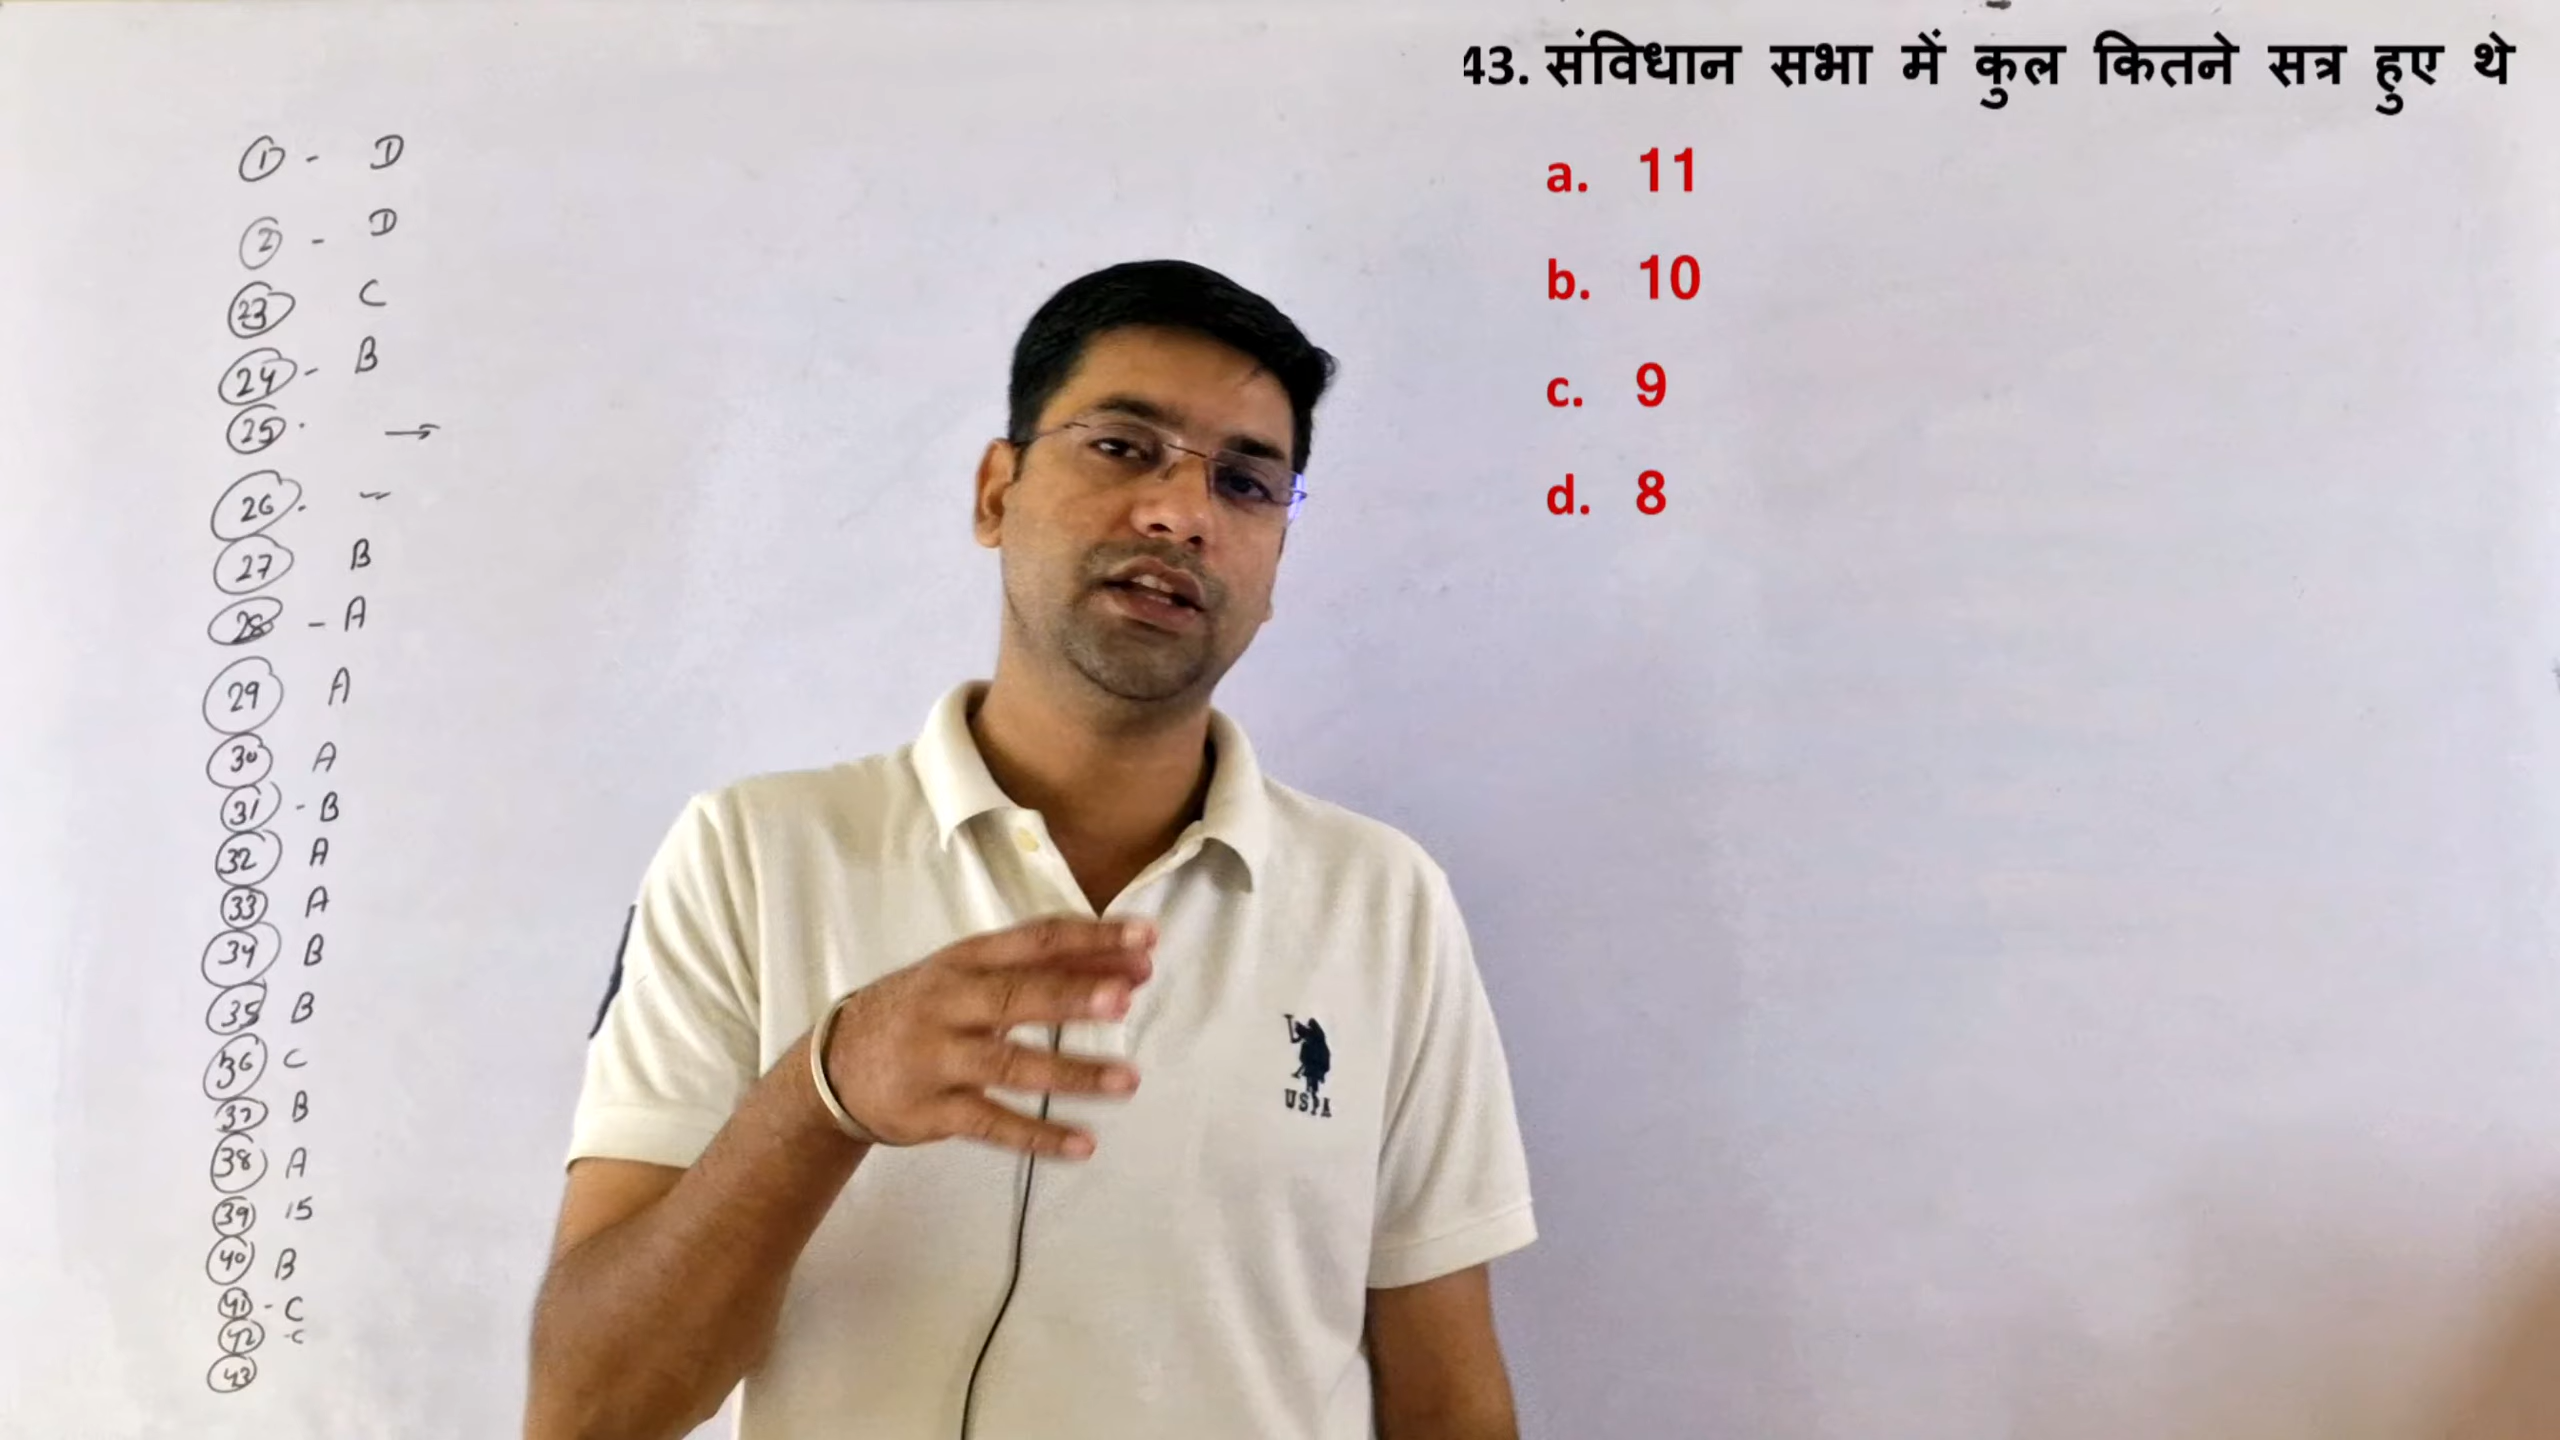 ① - D
② - D
㉓ C
㉔ - B
㉕ . →
㉖ . -
㉗ B
㉘ - A
㉙ A
㉚ A
㉛ - B
㉜ A
㉝ A
㉞ B
㉟ B
㊱ C
㊲ B
㊳ A
㊴ 15
㊵ B
㊶ - C
㊷ - C
㊸
43. संविधान सभा में कुल कितने सत्र हुए थे
a. 11
b. 10
c. 9
d. 8
USPA